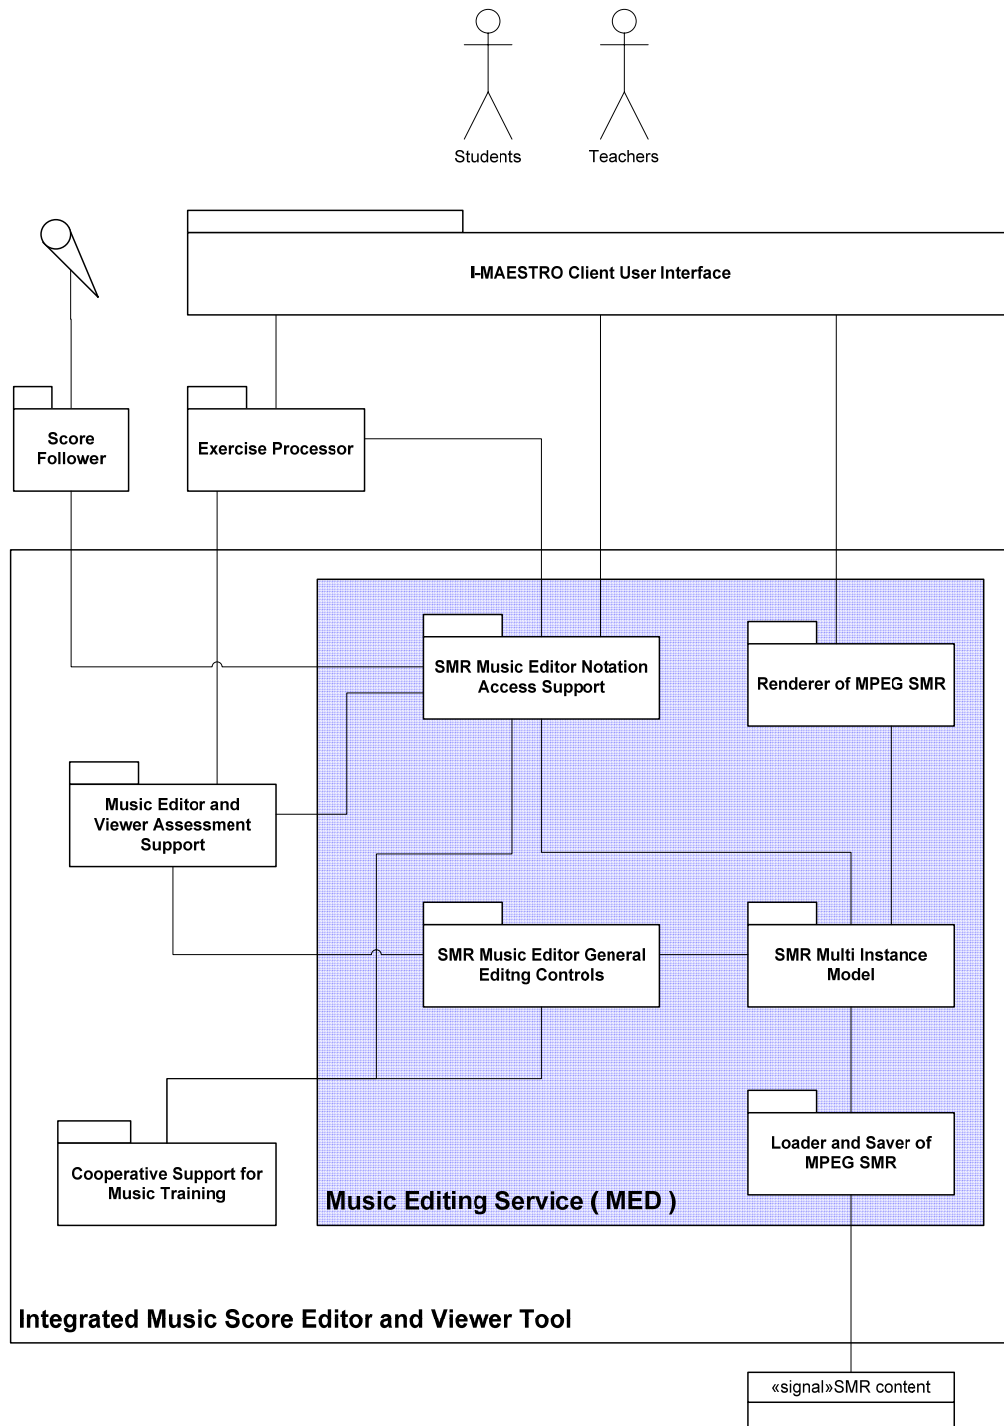 Students
Teachers
I-MAESTRO Client User Interface
Score
Follower
Exercise Processor
SMR Music Editor Notation
Access Support
Renderer of MPEG SMR
Music Editor and
Viewer Assessment
Support
SMR Music Editor General
Editng Controls
SMR Multi Instance
Model
Cooperative Support for
Music Training
Loader and Saver of
MPEG SMR
Music Editing Service ( MED )
Integrated Music Score Editor and Viewer Tool
«signal»SMR content